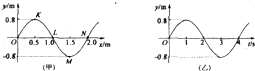 y/m
0.8
K
L
N
O
0.5
1.0
1.5
2.0
x/m
-0.8
M
(甲)
y/m
0.8
O
1
2
3
4
t/s
-0.8
(乙)